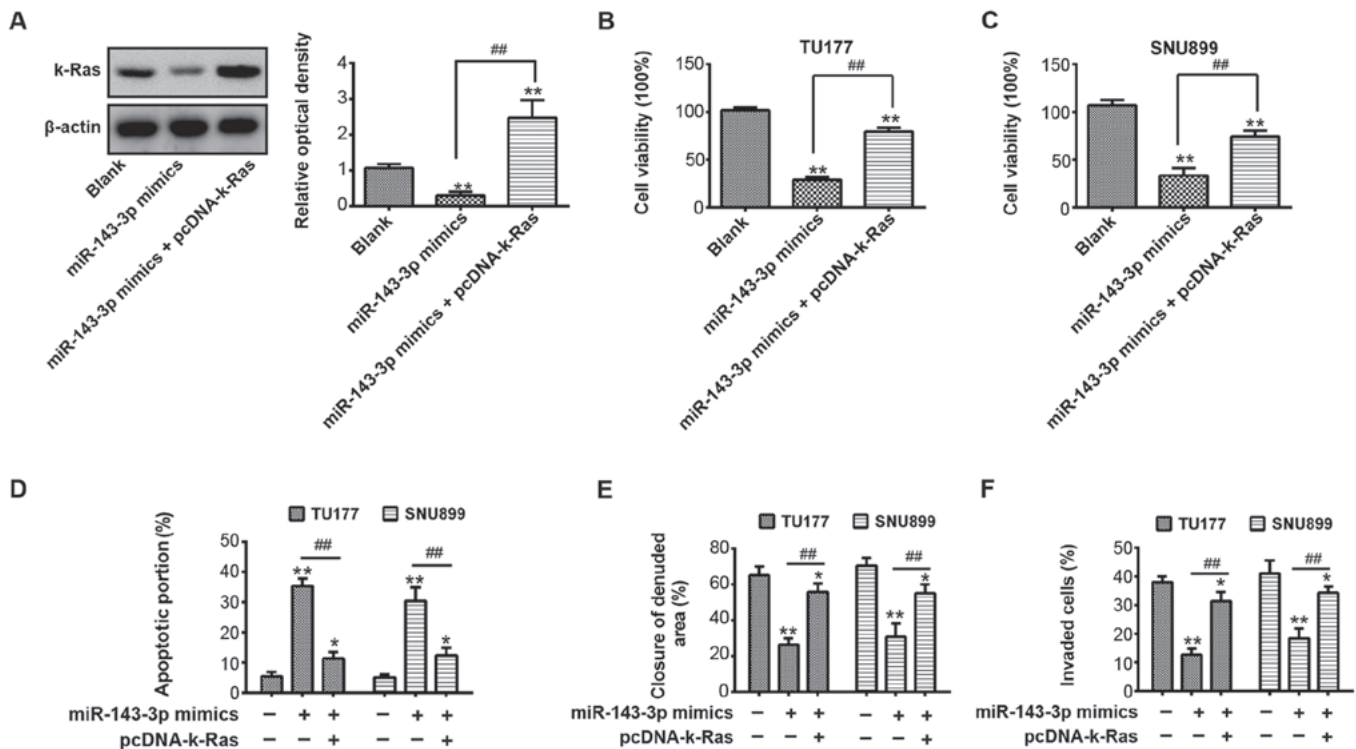 A
k-Ras
β-actin
Blank
miR-143-3p mimics
miR-143-3p mimics + pcDNA-k-Ras
Relative optical density
6
4
2
1
0
##
**
**
Blank
miR-143-3p mimics
miR-143-3p mimics + pcDNA-k-Ras
B
TU177
Cell viability (100%)
150
100
50
0
##
**
**
Blank
miR-143-3p mimics
miR-143-3p mimics + pcDNA-k-Ras
C
SNU899
Cell viability (100%)
150
100
50
0
##
**
**
Blank
miR-143-3p mimics
miR-143-3p mimics + pcDNA-k-Ras
D
TU177 SNU899
Apoptotic portion (%)
50
40
30
20
10
0
## ##
** * ** *
miR-143-3p mimics − + + − + +
pcDNA-k-Ras − − + − − +
E
TU177 SNU899
Closure of denuded
area (%)
80
60
40
20
0
## ##
** * ** *
miR-143-3p mimics − + + − + +
pcDNA-k-Ras − − + − − +
F
TU177 SNU899
Invaded cells (%)
50
40
30
20
10
0
## ##
** * ** *
miR-143-3p mimics − + + − + +
pcDNA-k-Ras − − + − − +